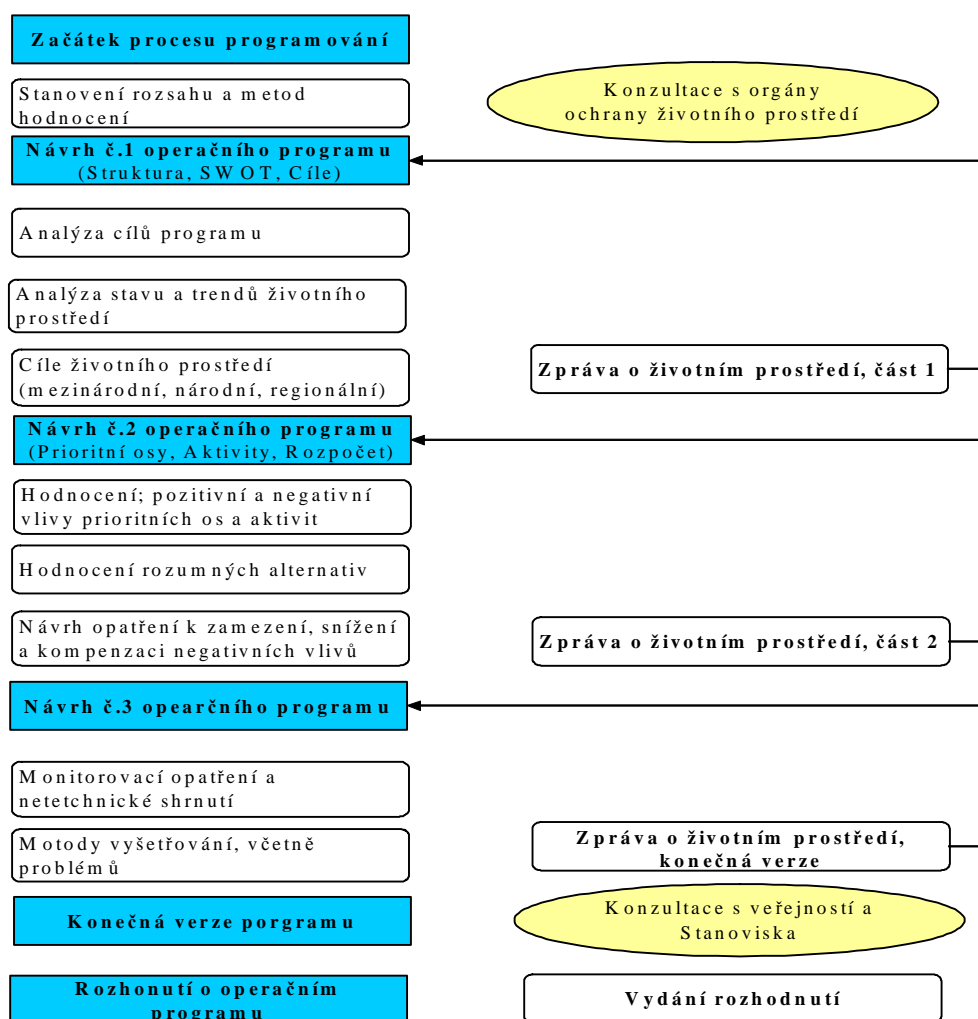 Začátek procesu programování
Stanovení rozsahu a metod
hodnocení
Konzultace s orgány
ochrany životního prostředí
Návrh č.1 operačního programu
(Struktura, SWOT, Cíle)
Analýza cílů programu
Analýza stavu a trendů životního
prostředí
Cíle životního prostředí
(mezinárodní, národní, regionální)
Zpráva o životním prostředí, část 1
Návrh č.2 operačního programu
(Prioritní osy, Aktivity, Rozpočet)
Hodnocení; pozitivní a negativní
vlivy prioritních os a aktivit
Hodnocení rozumných alternativ
Návrh opatření k zamezení, snížení
a kompenzaci negativních vlivů
Zpráva o životním prostředí, část 2
Návrh č.3 opearčního programu
Monitorovací opatření a
netetchnické shrnutí
Motody vyšetřování, včetně
problémů
Zpráva o životním prostředí,
konečná verze
Konečná verze porgramu
Konzultace s veřejností a
Stanoviska
Rozhonutí o operačním
programu
Vydání rozhodnutí